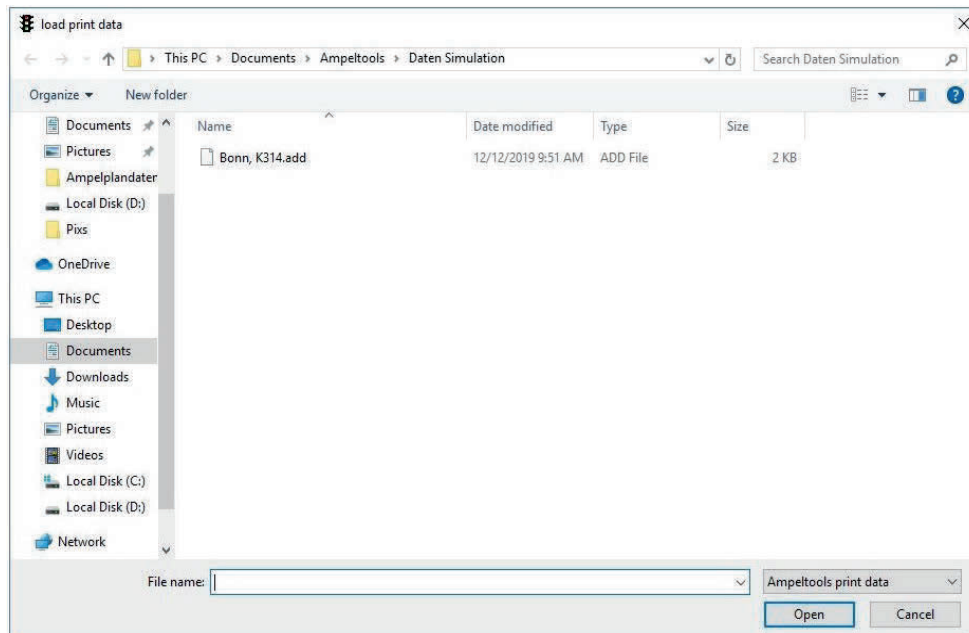 load print data
This PC › Documents › Ampeltools › Daten Simulation
Search Daten Simulation
Organize
New folder
Name
Date modified
Type
Size
Bonn, K314.add
12/12/2019 9:51 AM
ADD File
2 KB
Documents
Pictures
Ampelplandaten
Local Disk (D:)
Pixs
OneDrive
This PC
Desktop
Documents
Downloads
Music
Pictures
Videos
Local Disk (C:)
Local Disk (D:)
Network
File name:
Ampeltools print data
Open
Cancel